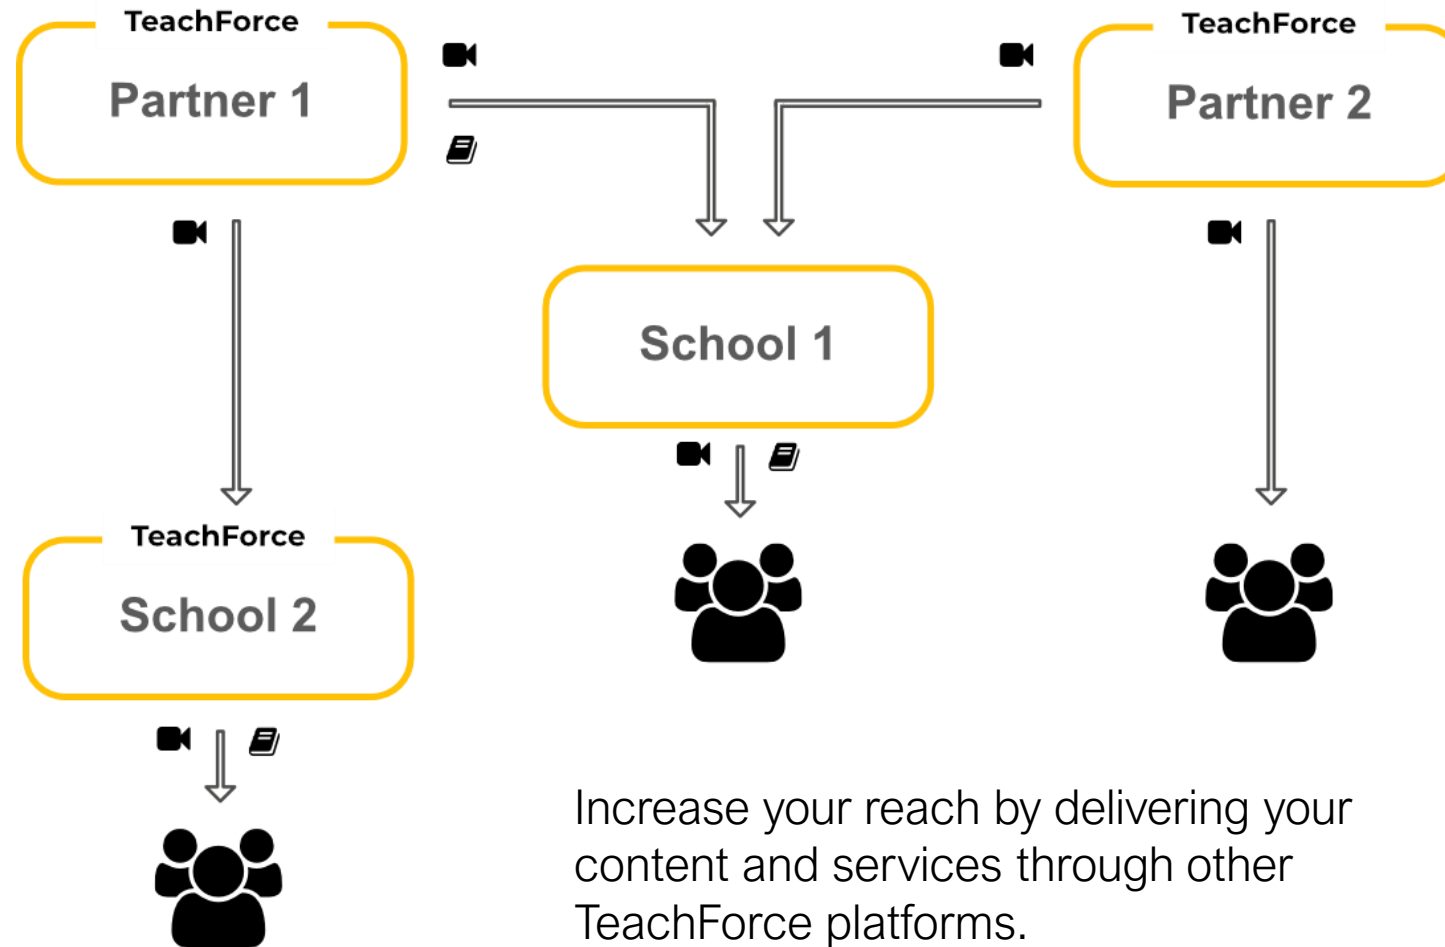 TeachForce
Partner 1
TeachForce
Partner 2
School 1
TeachForce
School 2
Increase your reach by delivering your
content and services through other
TeachForce platforms.